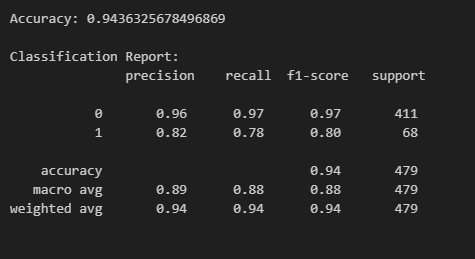 Accuracy: 0.9436325678496869
Classification Report:
precision recall f1-score support
0 0.96 0.97 0.97 411
1 0.82 0.78 0.80 68
accuracy 0.94 479
macro avg 0.89 0.88 0.88 479
weighted avg 0.94 0.94 0.94 479